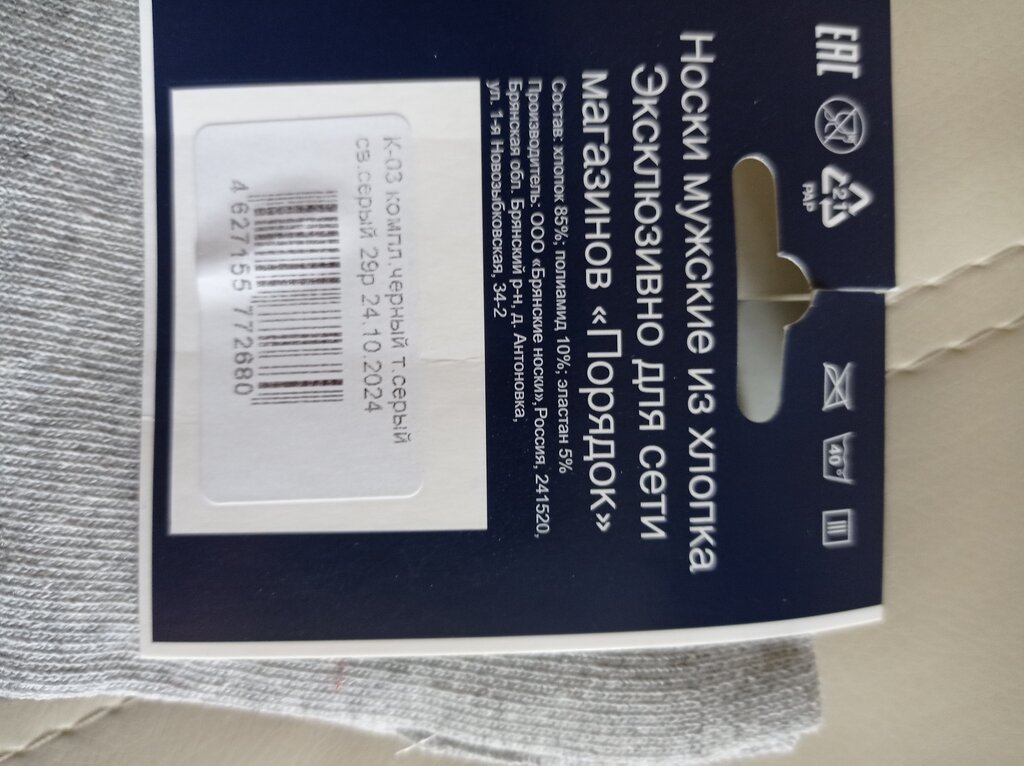 ЕАС
21
PAP
40
Носки мужские из хлопка
Эксклюзивно для сети
магазинов «Порядок»
Состав: хлопок 85%; полиамид 10%; эластан 5%
Производитель: ООО «Брянские носки», Россия, 241520,
Брянская обл. Брянский р-н, д. Антоновка,
ул. 1-я Новозыбковская, 34-2
К-03 компл.черный т.серый
св.серый 29р 24.10.2024
4 627155 772680